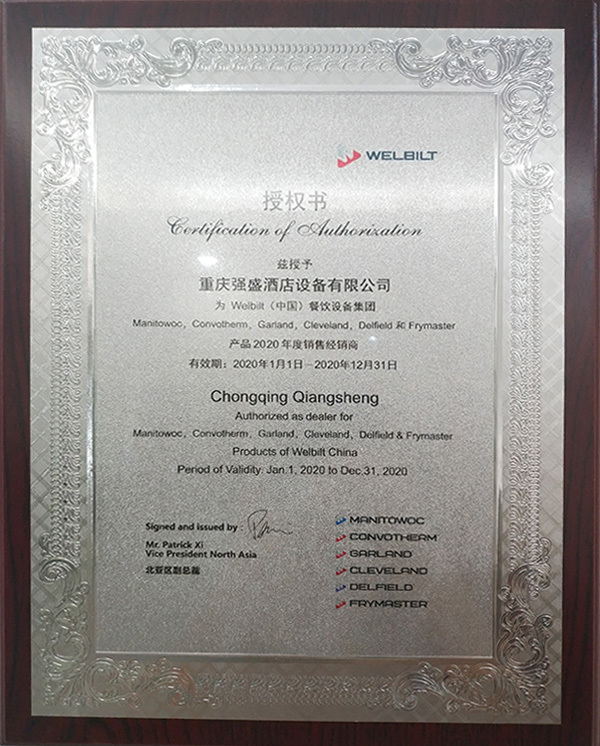 WELBILT
授权书
Certification of Authorization
兹授予
重庆强盛酒店设备有限公司
为 Welbilt（中国）餐饮设备集团
Manitowoc, Convotherm, Garland, Cleveland, Delfield 和 Frymaster
产品 2020 年度销售经销商
有效期：2020年1月1日—2020年12月31日
Chongqing Qiangsheng
Authorized as dealer for
Manitowoc, Convotherm, Garland, Cleveland, Delfield & Frymaster
Products of Welbilt China
Period of Validity: Jan.1, 2020 to Dec.31, 2020
Signed and issued by :
Mr. Patrick Xi
Vice President North Asia
北亚区副总裁
MANITOWOC
CONVOTHERM
GARLAND
CLEVELAND
DELFIELD
FRYMASTER